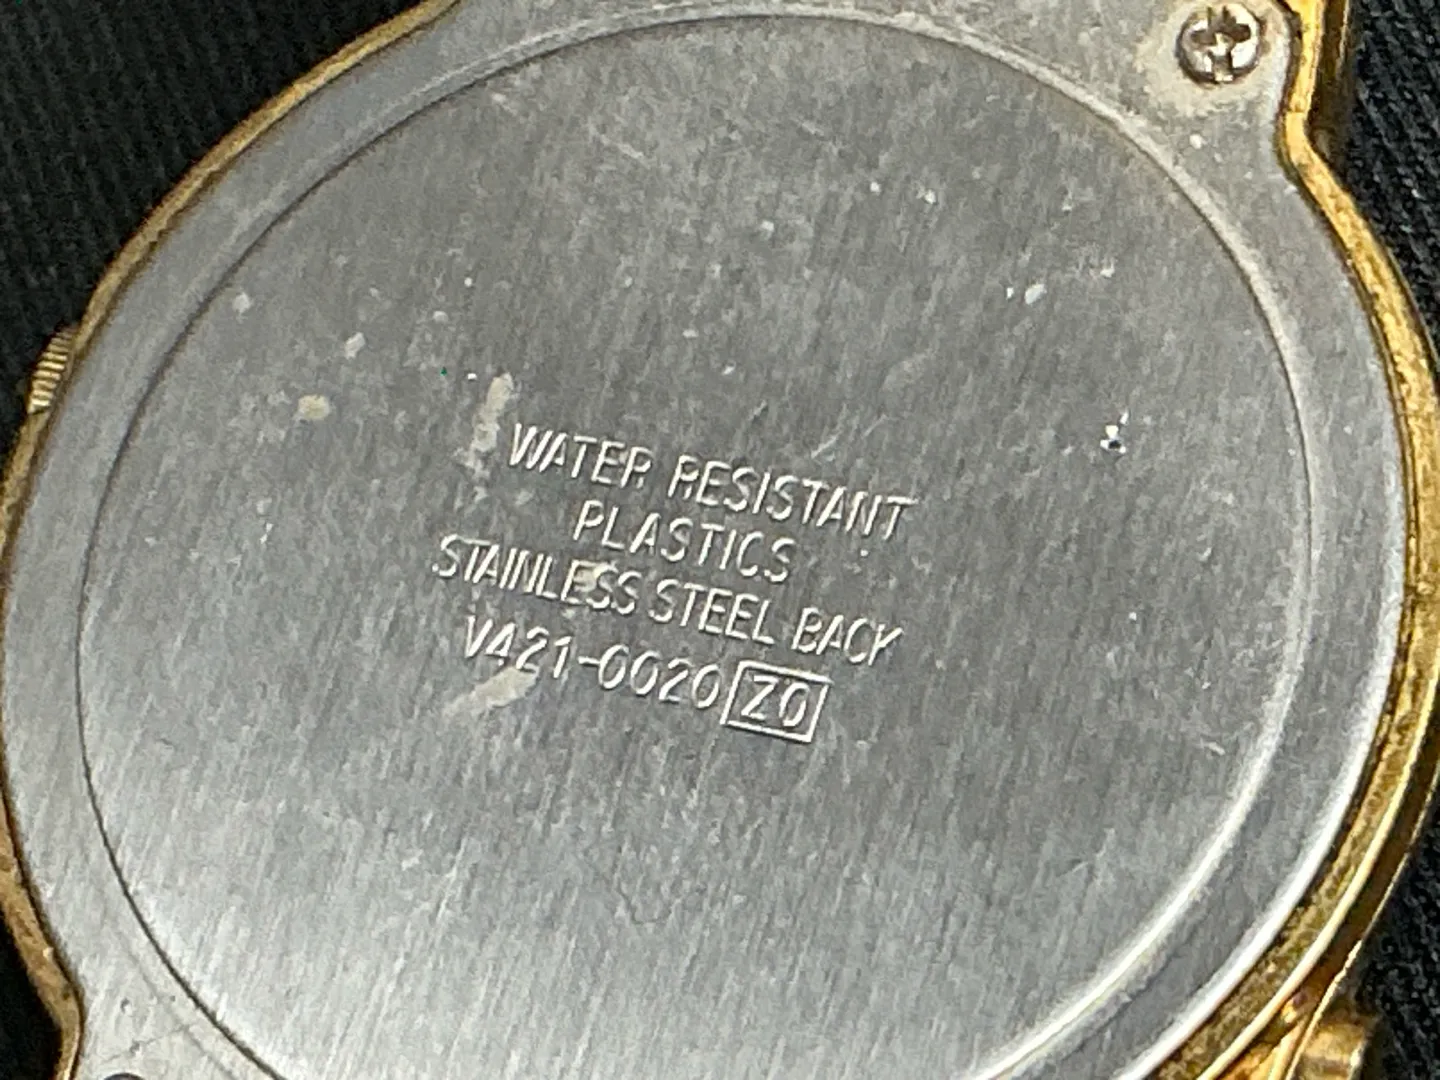 WATER RESISTANT
PLASTICS
STAINLESS STEEL BACK
V421-0020 Z0